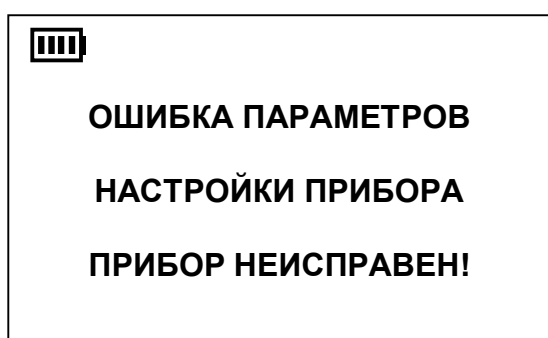 ОШИБКА ПАРАМЕТРОВ
НАСТРОЙКИ ПРИБОРА
ПРИБОР НЕИСПРАВЕН!